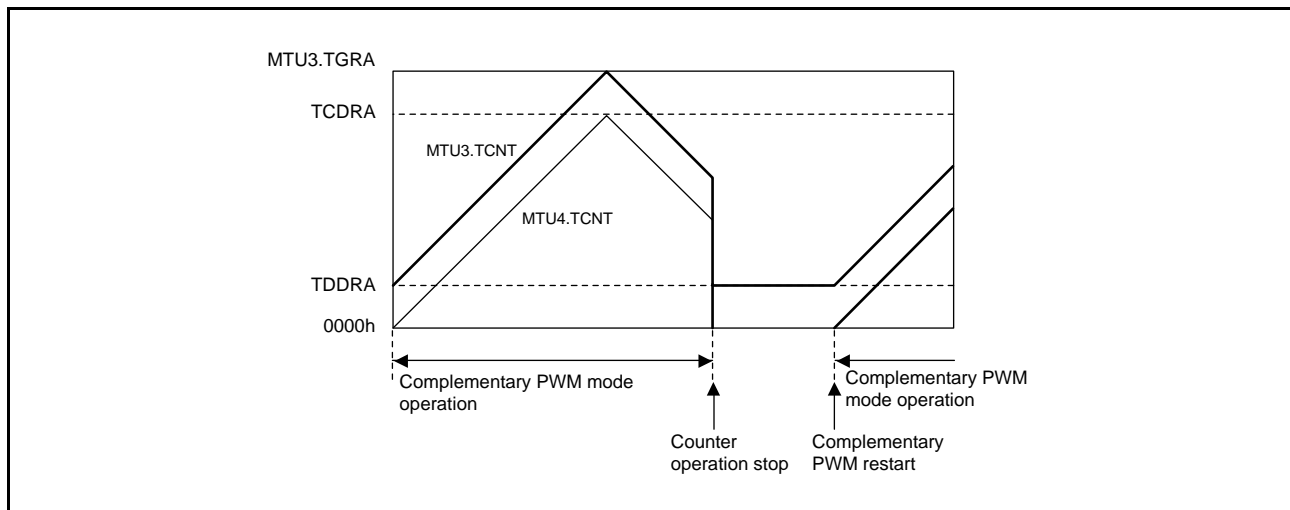 MTU3.TGRA
TCDRA
MTU3.TCNT
MTU4.TCNT
TDDRA
0000h
Complementary PWM mode
operation
Complementary PWM
mode operation
Counter
operation stop
Complementary
PWM restart